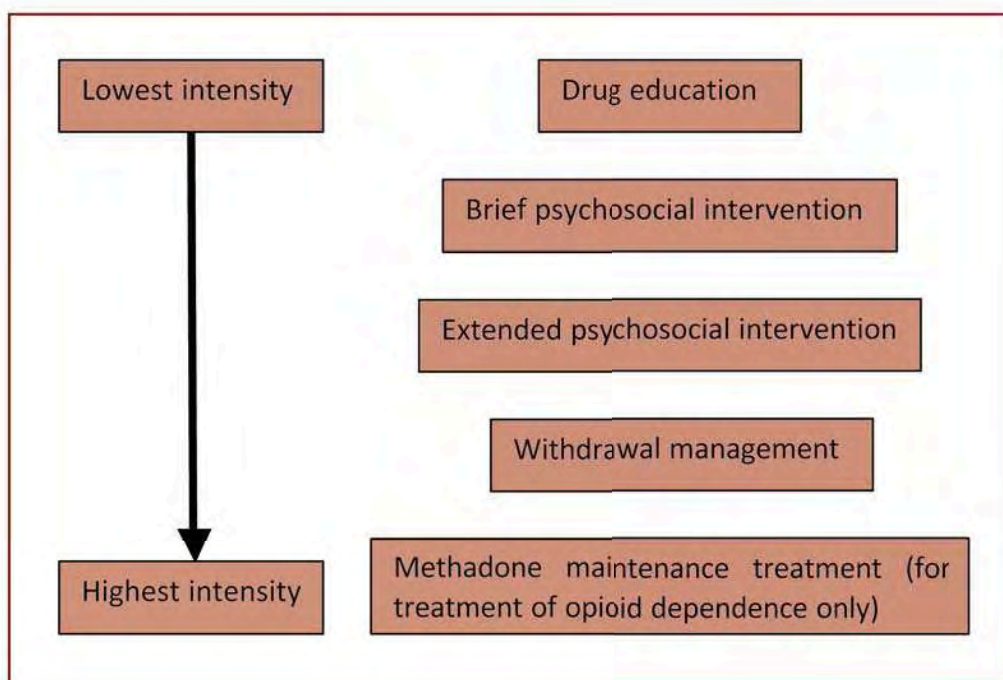 Lowest intensity
Drug education
Brief psychosocial intervention
Extended psychosocial intervention
Withdrawal management
Highest intensity
Methadone maintenance treatment (for
treatment of opioid dependence only)